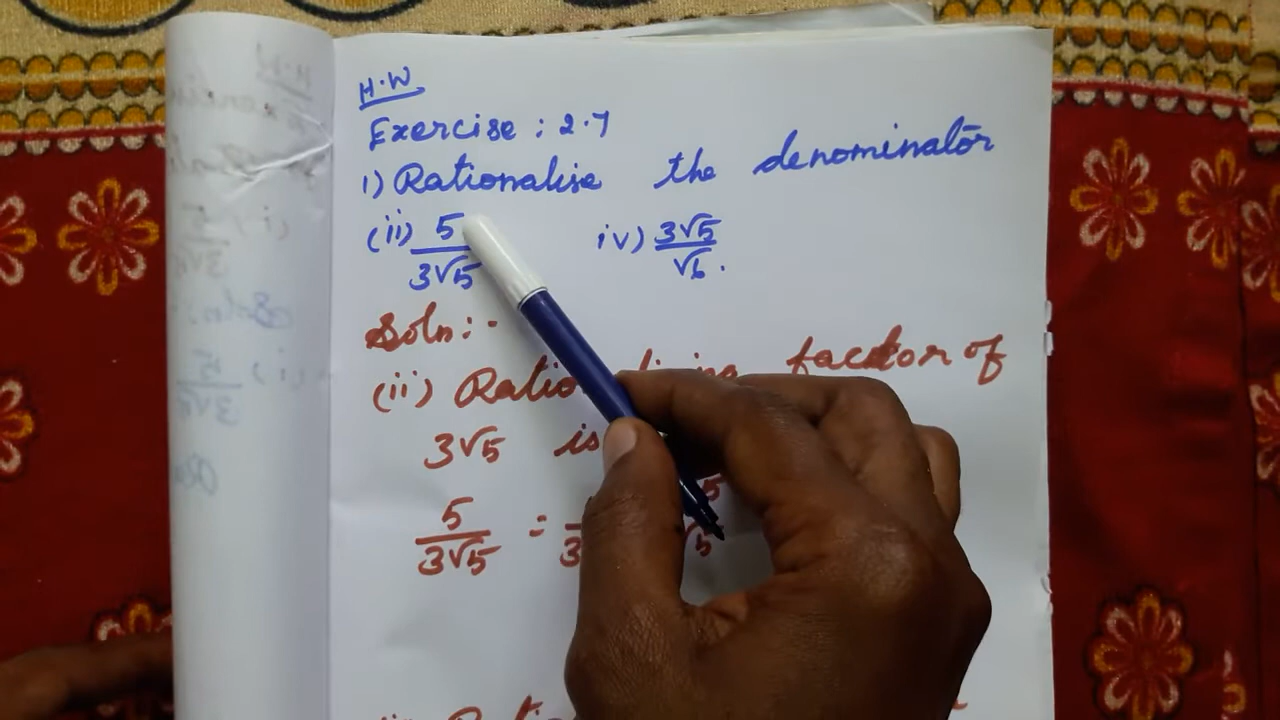 H.W
Exercise : 2.7
1) Rationalise the denominator
(ii) 5/3√5 iv) 3√5/√6.
Soln:-
(ii) factor of
3√5 is
5/3√5 =